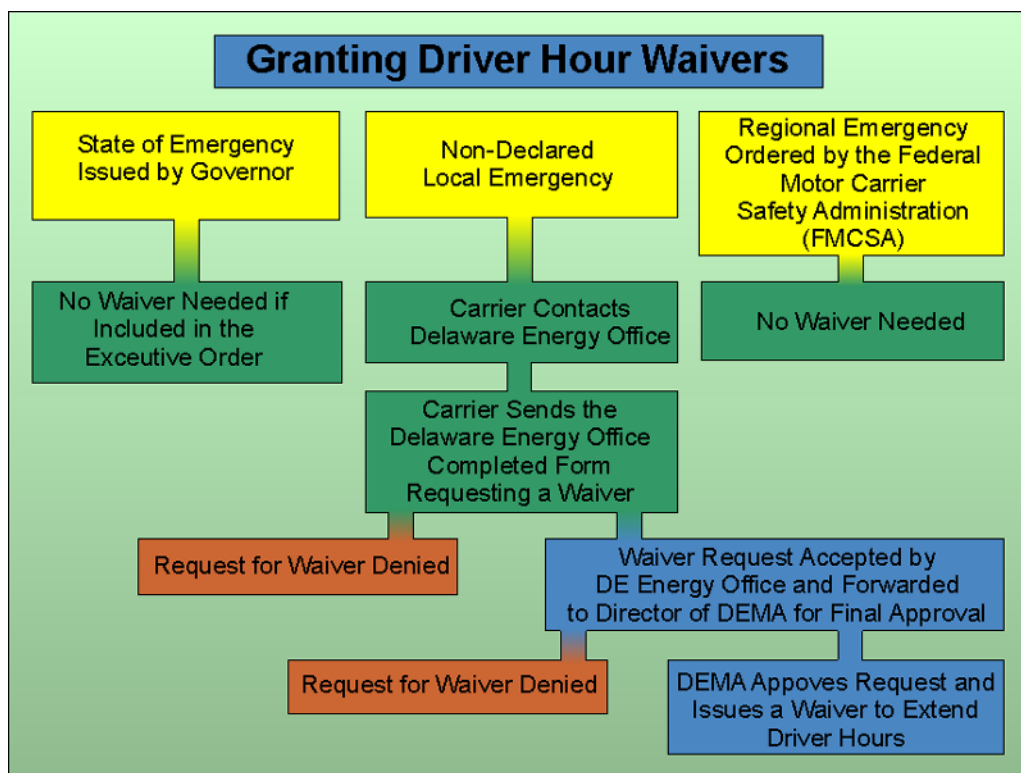 Granting Driver Hour Waivers
State of Emergency
Issued by Governor
Non-Declared
Local Emergency
Regional Emergency
Ordered by the Federal
Motor Carrier
Safety Administration
(FMCSA)
No Waiver Needed if
Included in the
Exceutive Order
Carrier Contacts
Delaware Energy Office
No Waiver Needed
Carrier Sends the
Delaware Energy Office
Completed Form
Requesting a Waiver
Request for Waiver Denied
Waiver Request Accepted by
DE Energy Office and Forwarded
to Director of DEMA for Final Approval
Request for Waiver Denied
DEMA Appoves Request and
Issues a Waiver to Extend
Driver Hours